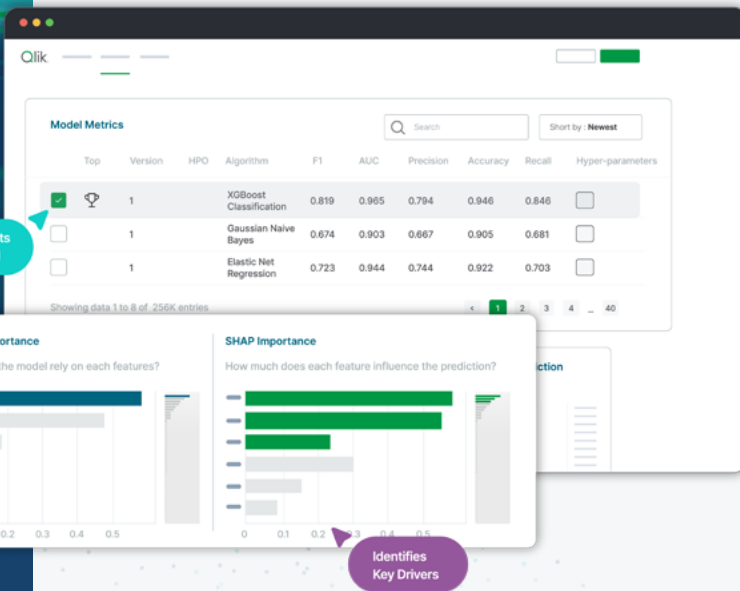 Qlik
Model Metrics
Search
Short by : Newest
Top Version HPO Algorithm F1 AUC Precision Accuracy Recall Hyper-parameters
1 XGBoost Classification 0.819 0.965 0.794 0.946 0.846
1 Gaussian Naive Bayes 0.674 0.903 0.667 0.905 0.681
1 Elastic Net Regression 0.723 0.944 0.744 0.922 0.703
Showing data 1 to 8 of 256K entries
< 1 2 3 4 ... 40
ts
ortance
the model rely on each features?
SHAP Importance
How much does each feature influence the prediction?
iction
0.2 0.3 0.4 0.5
0 0.1 0.2 .3 0.4 0.5
Identifies
Key Drivers